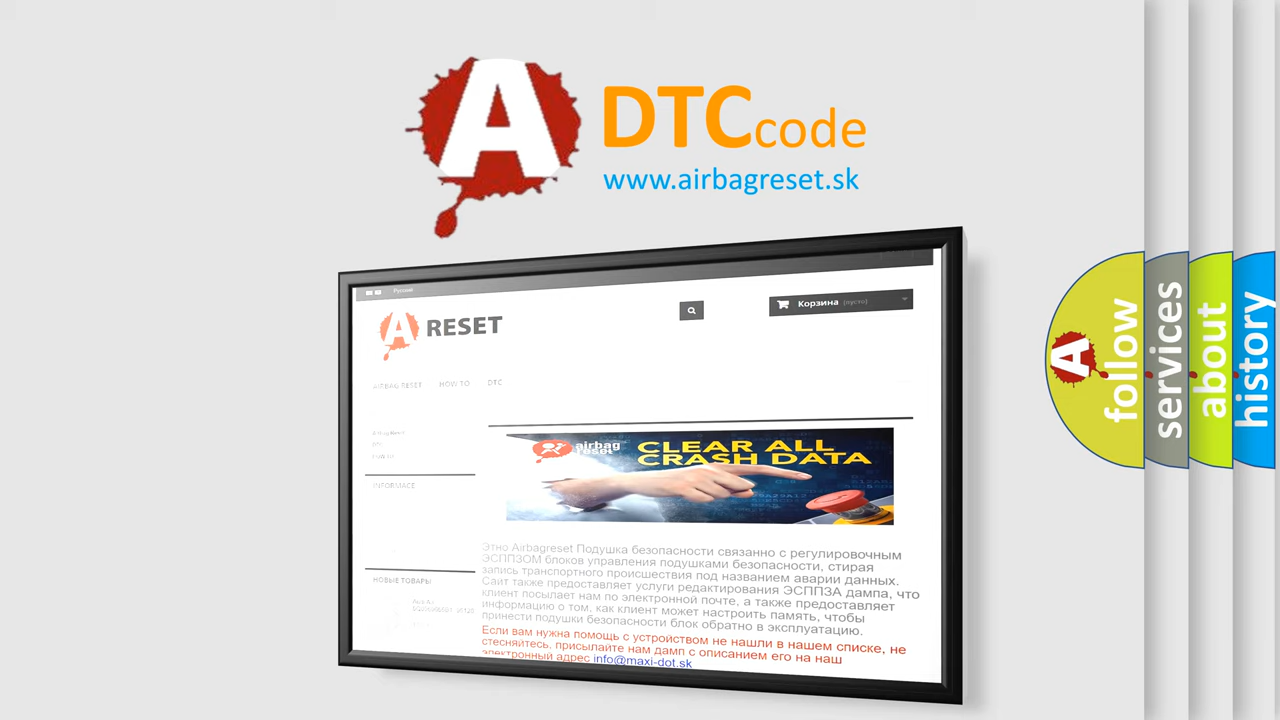 A
DTCcode
www.airbagreset.sk
Русский
A RESET
Корзина (пусто)
AIRBAG RESET HOW TO DTC
INFORMACE
НОВЫЕ ТОВАРЫ
airbag
reset
CLEAR ALL
CRASH DATA
Этно Airbagreset Подушка безопасности связанно с регулировочным
ЭСППЗОМ блоков управления подушками безопасности, стирая
запись транспортного происшествия под названием аварии данных.
Сайт также предоставляет услуги редактирования ЭСППЗА дампа, что
клиент посылает нам по электронной почте, а также предоставляет
информацию о том, как клиент может настроить память, чтобы
принести подушки безопасности блок обратно в эксплуатацию.
Если вам нужна помощь с устройством не нашли в нашем списке, не
стесняйтесь, присылайте нам дамп с описанием его на наш
электронный адрес info@maxi-dot.sk
A
follow
services
about
history